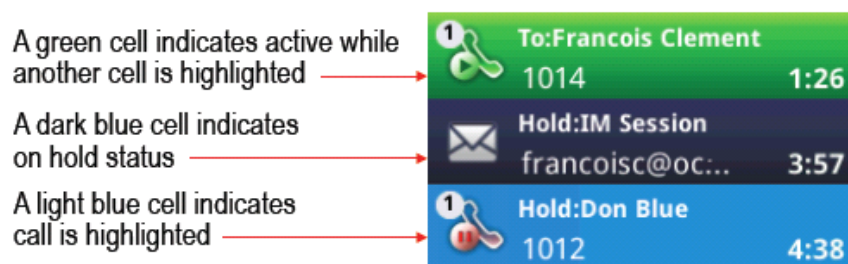 A green cell indicates active while
another cell is highlighted
1
To:Francois Clement
1014 1:26
A dark blue cell indicates
on hold status
Hold:IM Session
francoisc@oc:.. 3:57
A light blue cell indicates
call is highlighted
1
Hold:Don Blue
1012 4:38